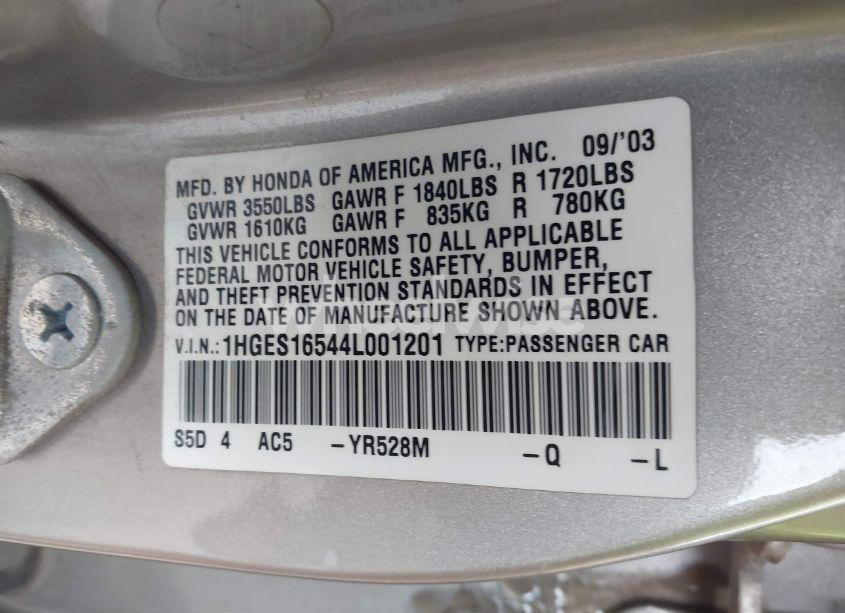 MFD. BY HONDA OF AMERICA MFG., INC. 09/'03
GVWR 3550LBS GAWR F 1840LBS R 1720LBS
GVWR 1610KG GAWR F 835KG R 780KG
THIS VEHICLE CONFORMS TO ALL APPLICABLE
FEDERAL MOTOR VEHICLE SAFETY, BUMPER,
AND THEFT PREVENTION STANDARDS IN EFFECT
ON THE DATE OF MANUFACTURE SHOWN ABOVE.
V.I.N.: 1HGES16544L001201 TYPE:PASSENGER CAR
S5D 4 AC5 -YR528M -Q -L